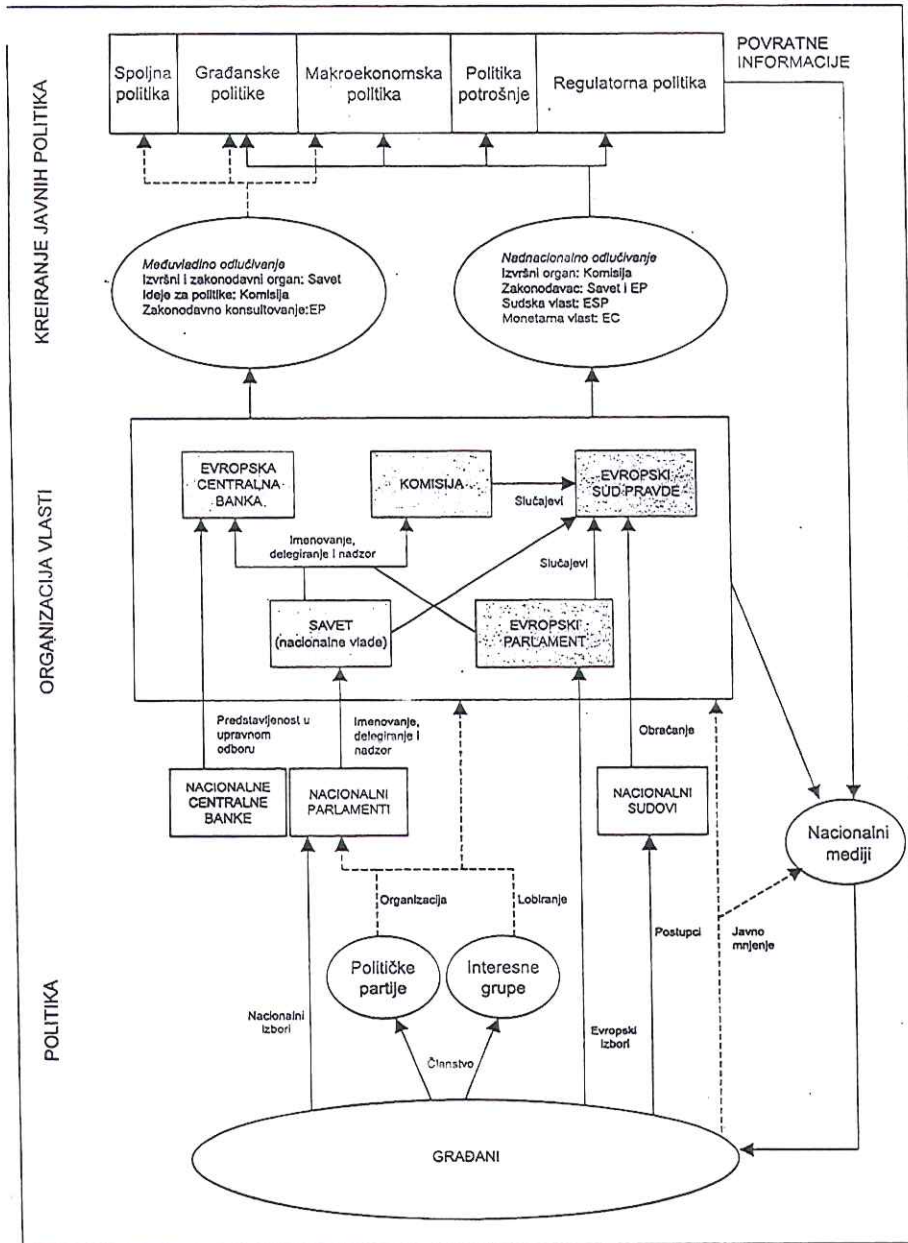 POVRATNE
INFORMACIJE
Spoljna
politika
Građanske
politike
Makroekonomska
politika
Politika
potrošnje
Regulatorna politika
KREIRANJE JAVNIH POLITIKA
Međuvladino odlučivanje
Izvršni i zakonodavni organ: Savet
Ideje za politike: Komisija
Zakonodavno konsultovanje:EP
Nadnacionalno odlučivanje
Izvršni organ: Komisija
Zakonodavac: Savet i EP
Sudska vlast: ESP
Monetarna vlast: EC
ORGANIZACIJA VLASTI
EVROPSKA
CENTRALNA
BANKA
KOMISIJA
EVROPSKI
SUD PRAVDE
Slučajevi
Imenovanje,
delegiranje i nadzor
Slučajevi
SAVET
(nacionalne vlade)
EVROPSKI
PARLAMENT
Predstavljenost u
upravnom
odboru
Imenovanje,
delegiranje i
nadzor
Obraćanje
NACIONALNE
CENTRALNE
BANKE
NACIONALNI
PARLAMENTI
NACIONALNI
SUDOVI
Nacionalni
mediji
POLITIKA
Organizacija
Lobiranje
Postupci
Javno
mnjenje
Političke
partije
Interesne
grupe
Nacionalni
izbori
Evropski
izbori
Članstvo
GRAĐANI